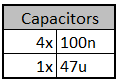 Capacitors
4x 100n
1x 47u